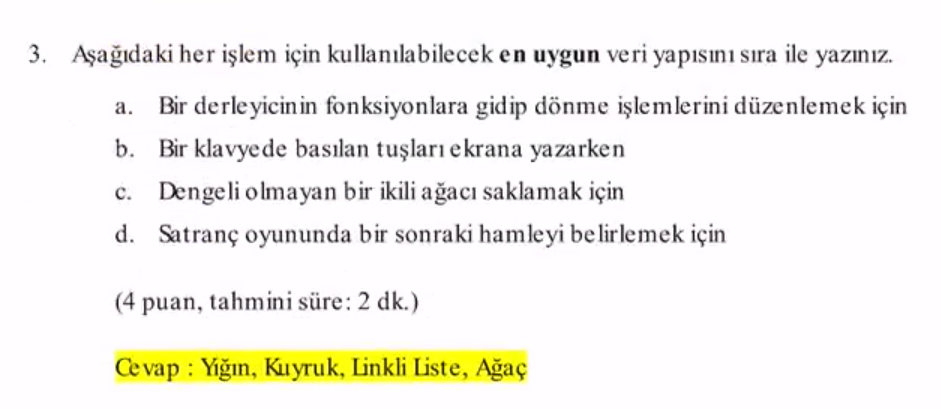 3. Aşağıdaki her işlem için kullanılabilecek en uygun veri yapısını sıra ile yazınız.
a. Bir derleyicinin fonksiyonlara gidip dönme işlemlerini düzenlemek için
b. Bir klavyede basılan tuşları ekrana yazarken
c. Dengeli olmayan bir ikili ağacı saklamak için
d. Satranç oyununda bir sonraki hamleyi belirlemek için
(4 puan, tahmini süre: 2 dk.)
Cevap : Yığın, Kuyruk, Linkli Liste, Ağaç